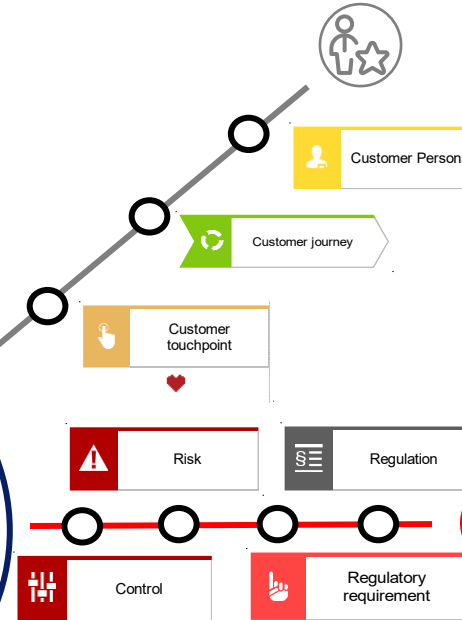 Customer Person
Customer journey
Customer
touchpoint
Risk
Regulation
§
Control
Regulatory
requirement